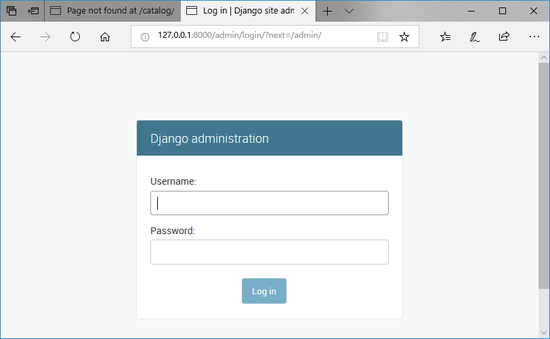 Page not found at /catalog/
Log in | Django site adn
127.0.0.1:8000/admin/login/?next=/admin/
Django administration
Username:
Password:
Log in